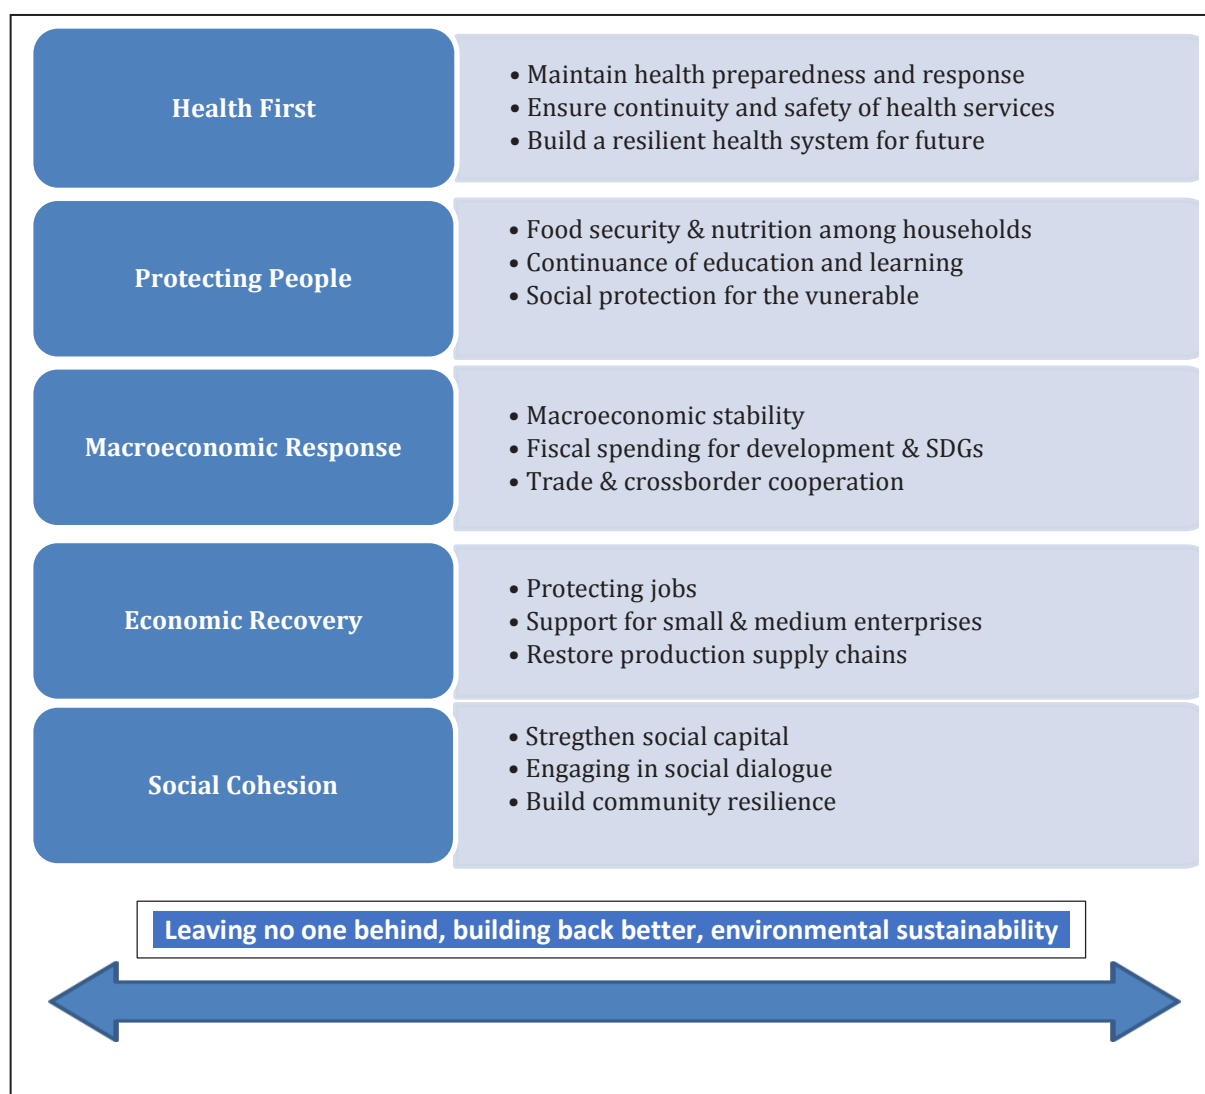 Health First
• Maintain health preparedness and response
• Ensure continuity and safety of health services
• Build a resilient health system for future
Protecting People
• Food security & nutrition among households
• Continuance of education and learning
• Social protection for the vunerable
Macroeconomic Response
• Macroeconomic stability
• Fiscal spending for development & SDGs
• Trade & crossborder cooperation
Economic Recovery
• Protecting jobs
• Support for small & medium enterprises
• Restore production supply chains
Social Cohesion
• Stregthen social capital
• Engaging in social dialogue
• Build community resilience
Leaving no one behind, building back better, environmental sustainability